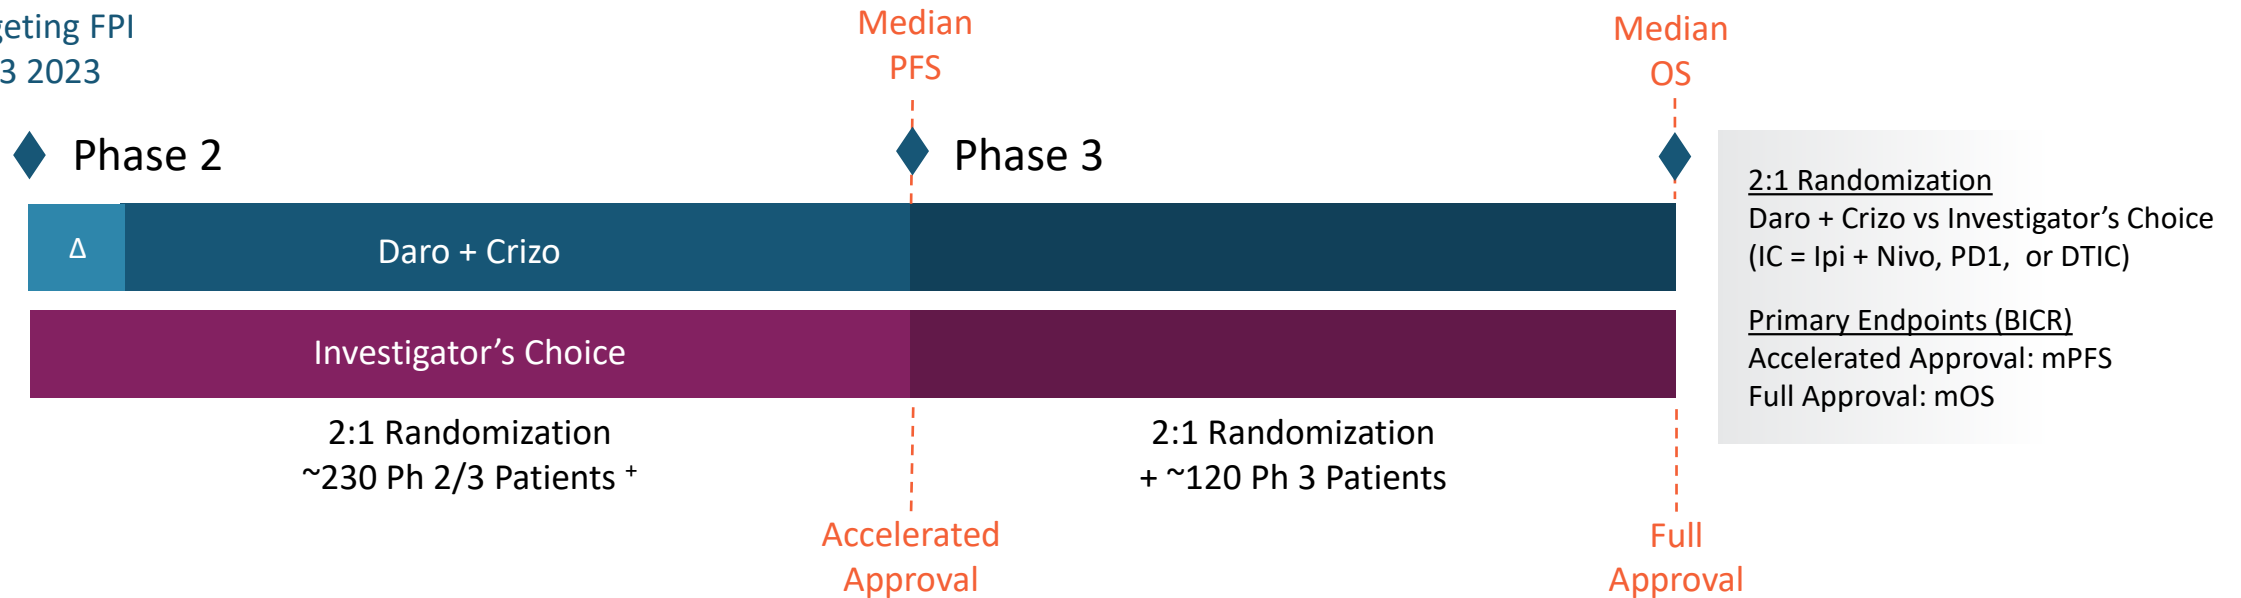 geting FPI
3 2023
Median
PFS
Median
OS
Phase 2
Phase 3
Δ
Daro + Crizo
Investigator's Choice
2:1 Randomization
~230 Ph 2/3 Patients +
2:1 Randomization
+ ~120 Ph 3 Patients
Accelerated
Approval
Full
Approval
2:1 Randomization
Daro + Crizo vs Investigator's Choice
(IC = Ipi + Nivo, PD1, or DTIC)
Primary Endpoints (BICR)
Accelerated Approval: mPFS
Full Approval: mOS